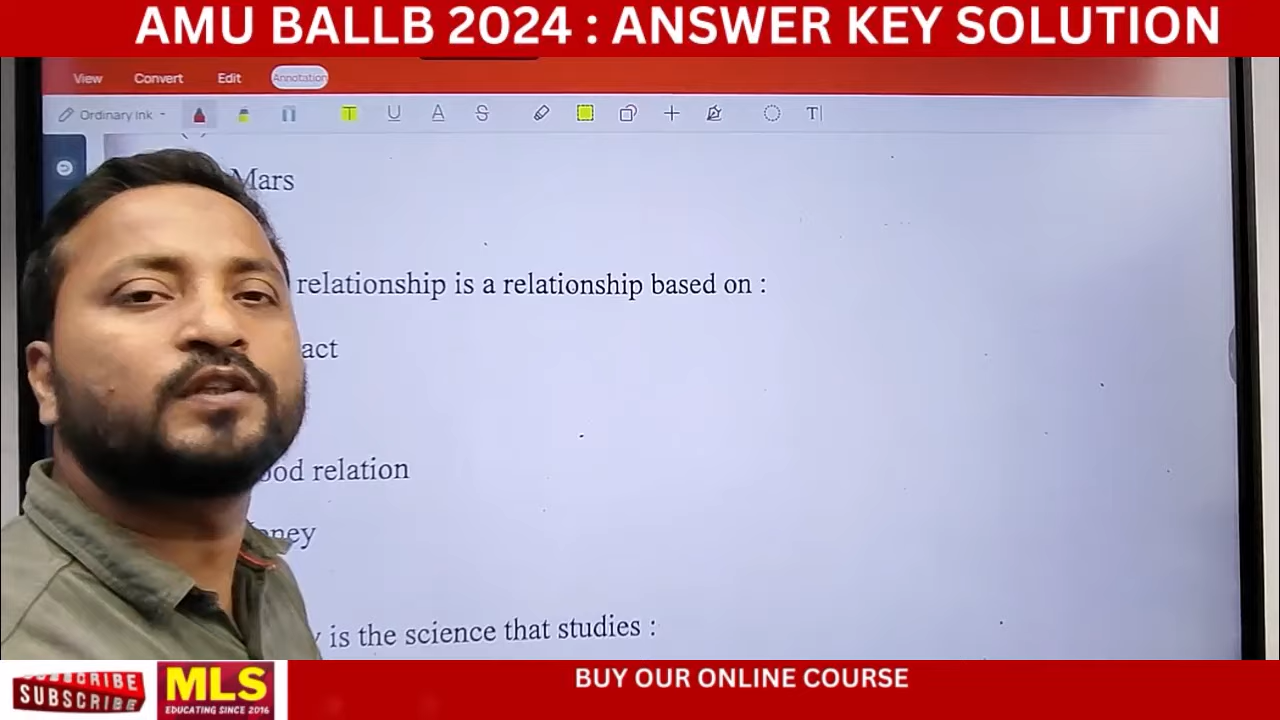 AMU BALLB 2024 : ANSWER KEY SOLUTION
View Convert Edit Annotation
Ordinary Ink
Mars
relationship is a relationship based on :
act
ood relation
ney
is the science that studies :
SUBSCRIBE
SUBSCRIBE
MLS
EDUCATING SINCE 2016
BUY OUR ONLINE COURSE